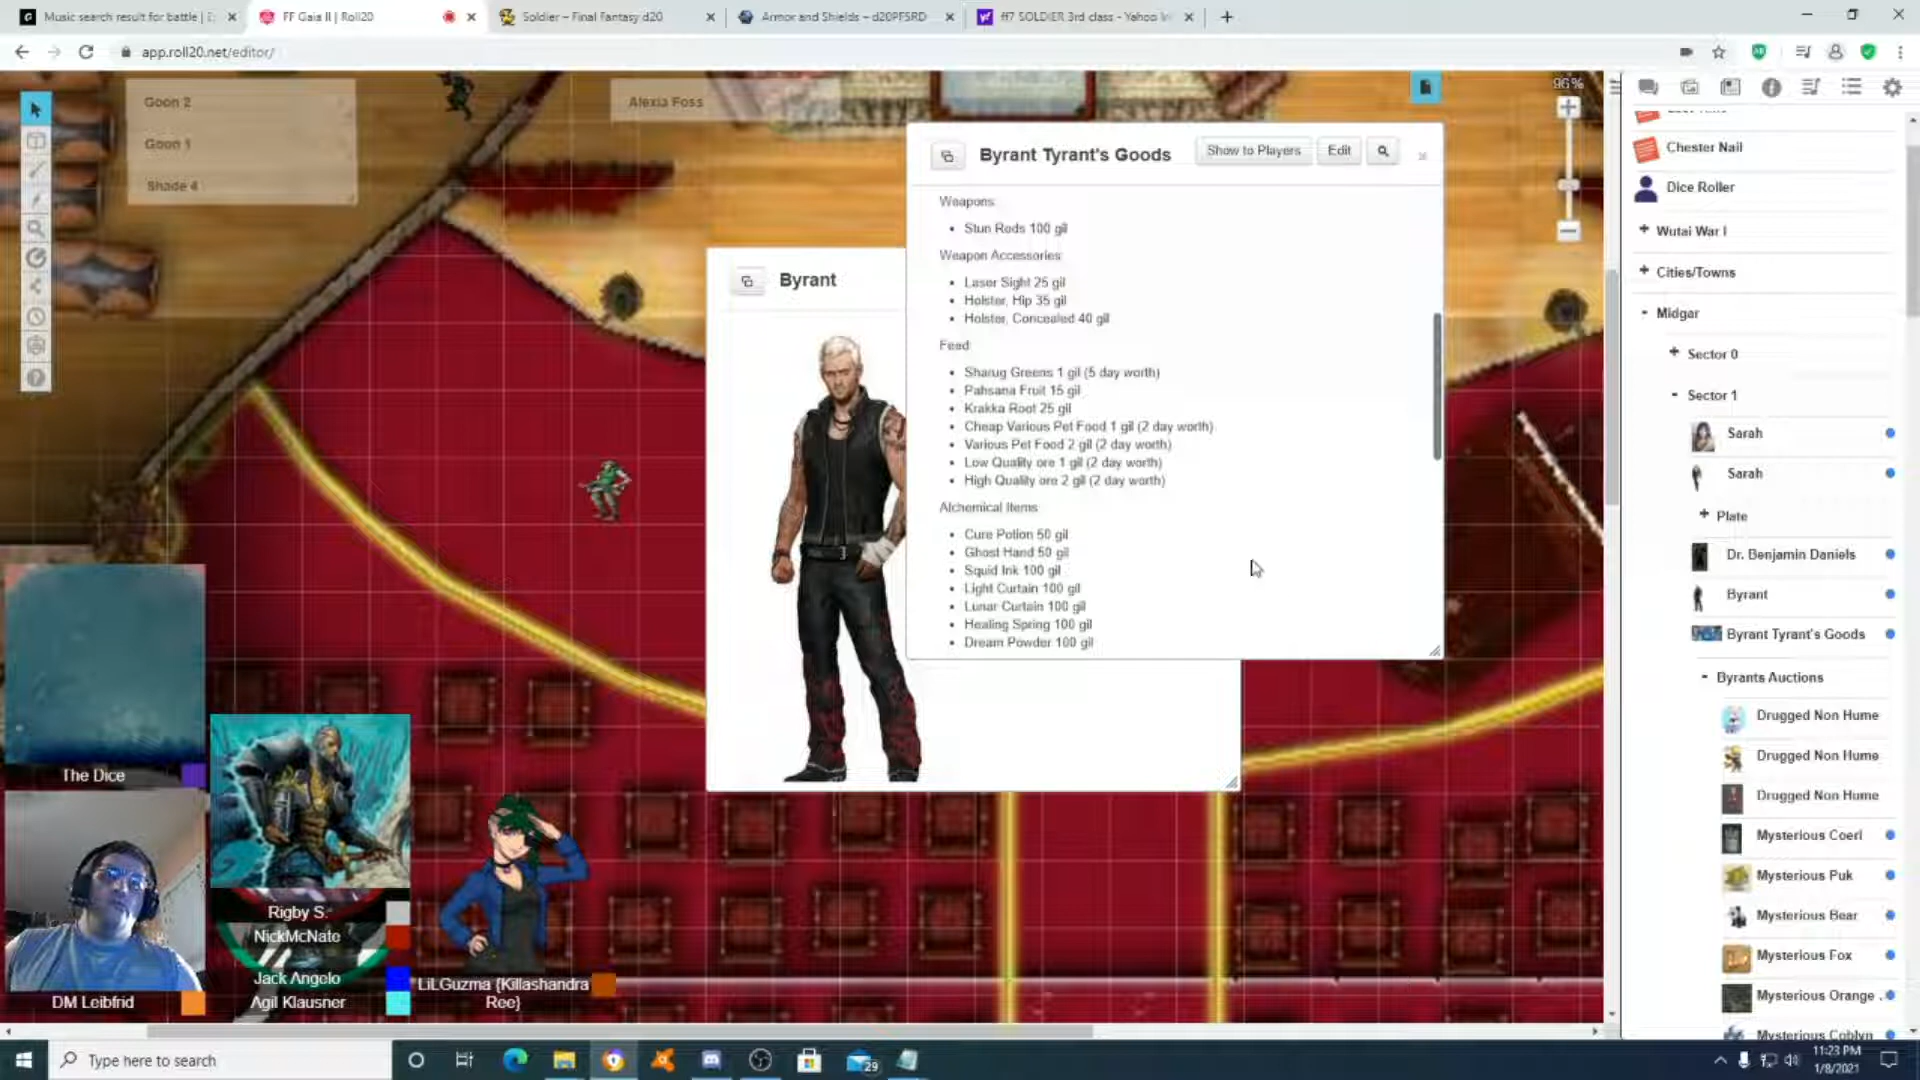 Music search result for battle | E:
FF Gaia II | Roll20
Soldier – Final Fantasy d20
Armor and Shields – d20PFSRD
ff7 SOLDIER 3rd class - Yahoo
app.roll20.net/editor/
Goon 2
Goon 1
Shade 4
Alexia Foss
96%
Byrant
Byrant Tyrant's Goods
Show to Players
Edit
Weapons:
Stun Rods 100 gil
Weapon Accessories:
Laser Sight 25 gil
Holster, Hip 35 gil
Holster, Concealed 40 gil
Feed:
Sharug Greens 1 gil (5 day worth)
Pahsana Fruit 15 gil
Krakka Root 25 gil
Cheap Various Pet Food 1 gil (2 day worth)
Various Pet Food 2 gil (2 day worth)
Low Quality ore 1 gil (2 day worth)
High Quality ore 2 gil (2 day worth)
Alchemical Items
Cure Potion 50 gil
Ghost Hand 50 gil
Squid Ink 100 gil
Light Curtain 100 gil
Lunar Curtain 100 gil
Healing Spring 100 gil
Dream Powder 100 gil
Chester Nail
Dice Roller
Wutai War I
Cities/Towns
Midgar
Sector 0
Sector 1
Sarah
Sarah
Plate
Dr. Benjamin Daniels
Byrant
Byrant Tyrant's Goods
Byrants Auctions
Drugged Non Hume
Drugged Non Hume
Drugged Non Hume
Mysterious Coerl
Mysterious Puk
Mysterious Bear
Mysterious Fox
Mysterious Orange .
Mysterious Coblyn
The Dice
DM Leibfrid
Rigby S.
NickMcNate
Jack Angelo
Agil Klausner
LiLGuzma {Killashandra
Ree}
Type here to search
29
11:23 PM
1/8/2021